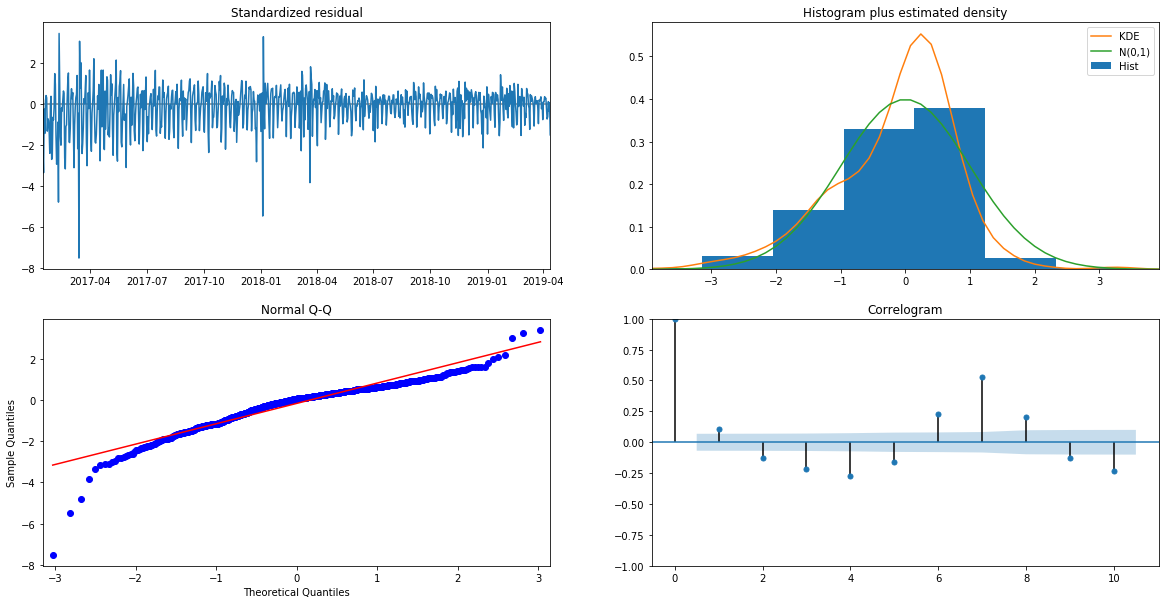 Standardized residual
2
0
−2
−4
−6
−8
2017-04 2017-07 2017-10 2018-01 2018-04 2018-07 2018-10 2019-01 2019-04
Histogram plus estimated density
KDE
N(0,1)
Hist
0.5
0.4
0.3
0.2
0.1
0.0
−3 −2 −1 0 1 2 3
Normal Q-Q
Sample Quantiles
2
0
−2
−4
−6
−8
−3 −2 −1 0 1 2 3
Theoretical Quantiles
Correlogram
1.00
0.75
0.50
0.25
0.00
−0.25
−0.50
−0.75
−1.00
0 2 4 6 8 10